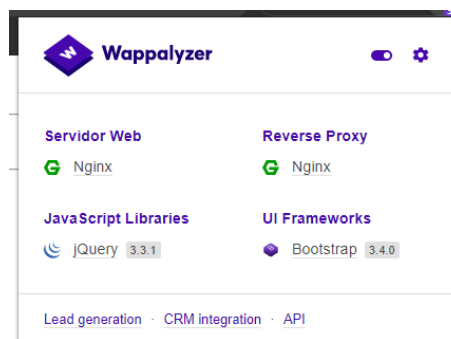 Wappalyzer
Servidor Web
Nginx
Reverse Proxy
Nginx
JavaScript Libraries
jQuery 3.3.1
UI Frameworks
Bootstrap 3.4.0
Lead generation · CRM integration · API